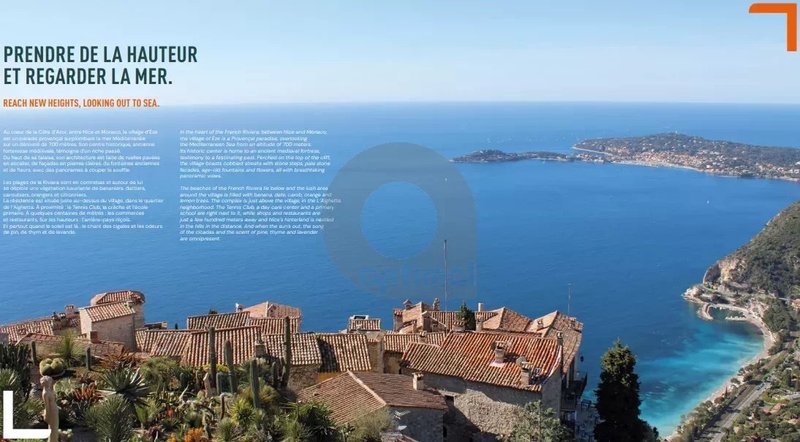 PRENDRE DE LA HAUTEUR
ET REGARDER LA MER.
REACH NEW HEIGHTS, LOOKING OUT TO SEA.
Au cœur de la Côte d'Azur, entre Nice et Monaco, le village d'Èze
est un balcon provençal surplombant la mer Méditerranée
sur un dénivelé de 700 mètres. Son centre historique, ancienne
forteresse médiévale, témoigne d'un riche passé.
Du haut de sa falaise, son architecture est faite de ruelles pavées
en escalier, de façades en pierres claires, de fontaines anciennes
et de fleurs, avec des panoramas à couper le souffle.
Les plages de la Riviera sont en contrebas et autour de lui
se déploie une végétation luxuriante de bananiers, dattiers,
caroubiers, orangers et citronniers.
La résidence est située juste au-dessus du village, dans le quartier
de l'Aighetta. À proximité : le Tennis Club, la crèche et l'école
primaire. À quelques centaines de mètres : les commerces
et restaurants. Sur les hauteurs : l'arrière-pays niçois.
Et partout quand le soleil est là : le chant des cigales et les odeurs
de pin, de thym et de lavande.
In the heart of the French Riviera, between Nice and Monaco,
the village of Èze is a Provençal paradise, overlooking
the Mediterranean Sea from an altitude of 700 meters.
Its historic center is home to an ancient medieval fortress,
testimony to a fascinating past. Perched on the top of the cliff,
the village boasts cobbled streets with stone steps, pale stone
façades, age-old fountains and flowers, all with breathtaking
panoramic views.
The beaches of the French Riviera lie below and the lush area
around the village is filled with banana, date, carob, orange and
lemon trees. The complex is just above the village, in the L'Aighetta
neighborhood. The Tennis Club, a day care center and a primary
school are right next to it, while shops and restaurants are
just a few hundred meters away and Nice's hinterland is nestled
in the hills in the distance. And when the sun's out, the song
of the cicadas and the scent of pine, thyme and lavender
are omnipresent.